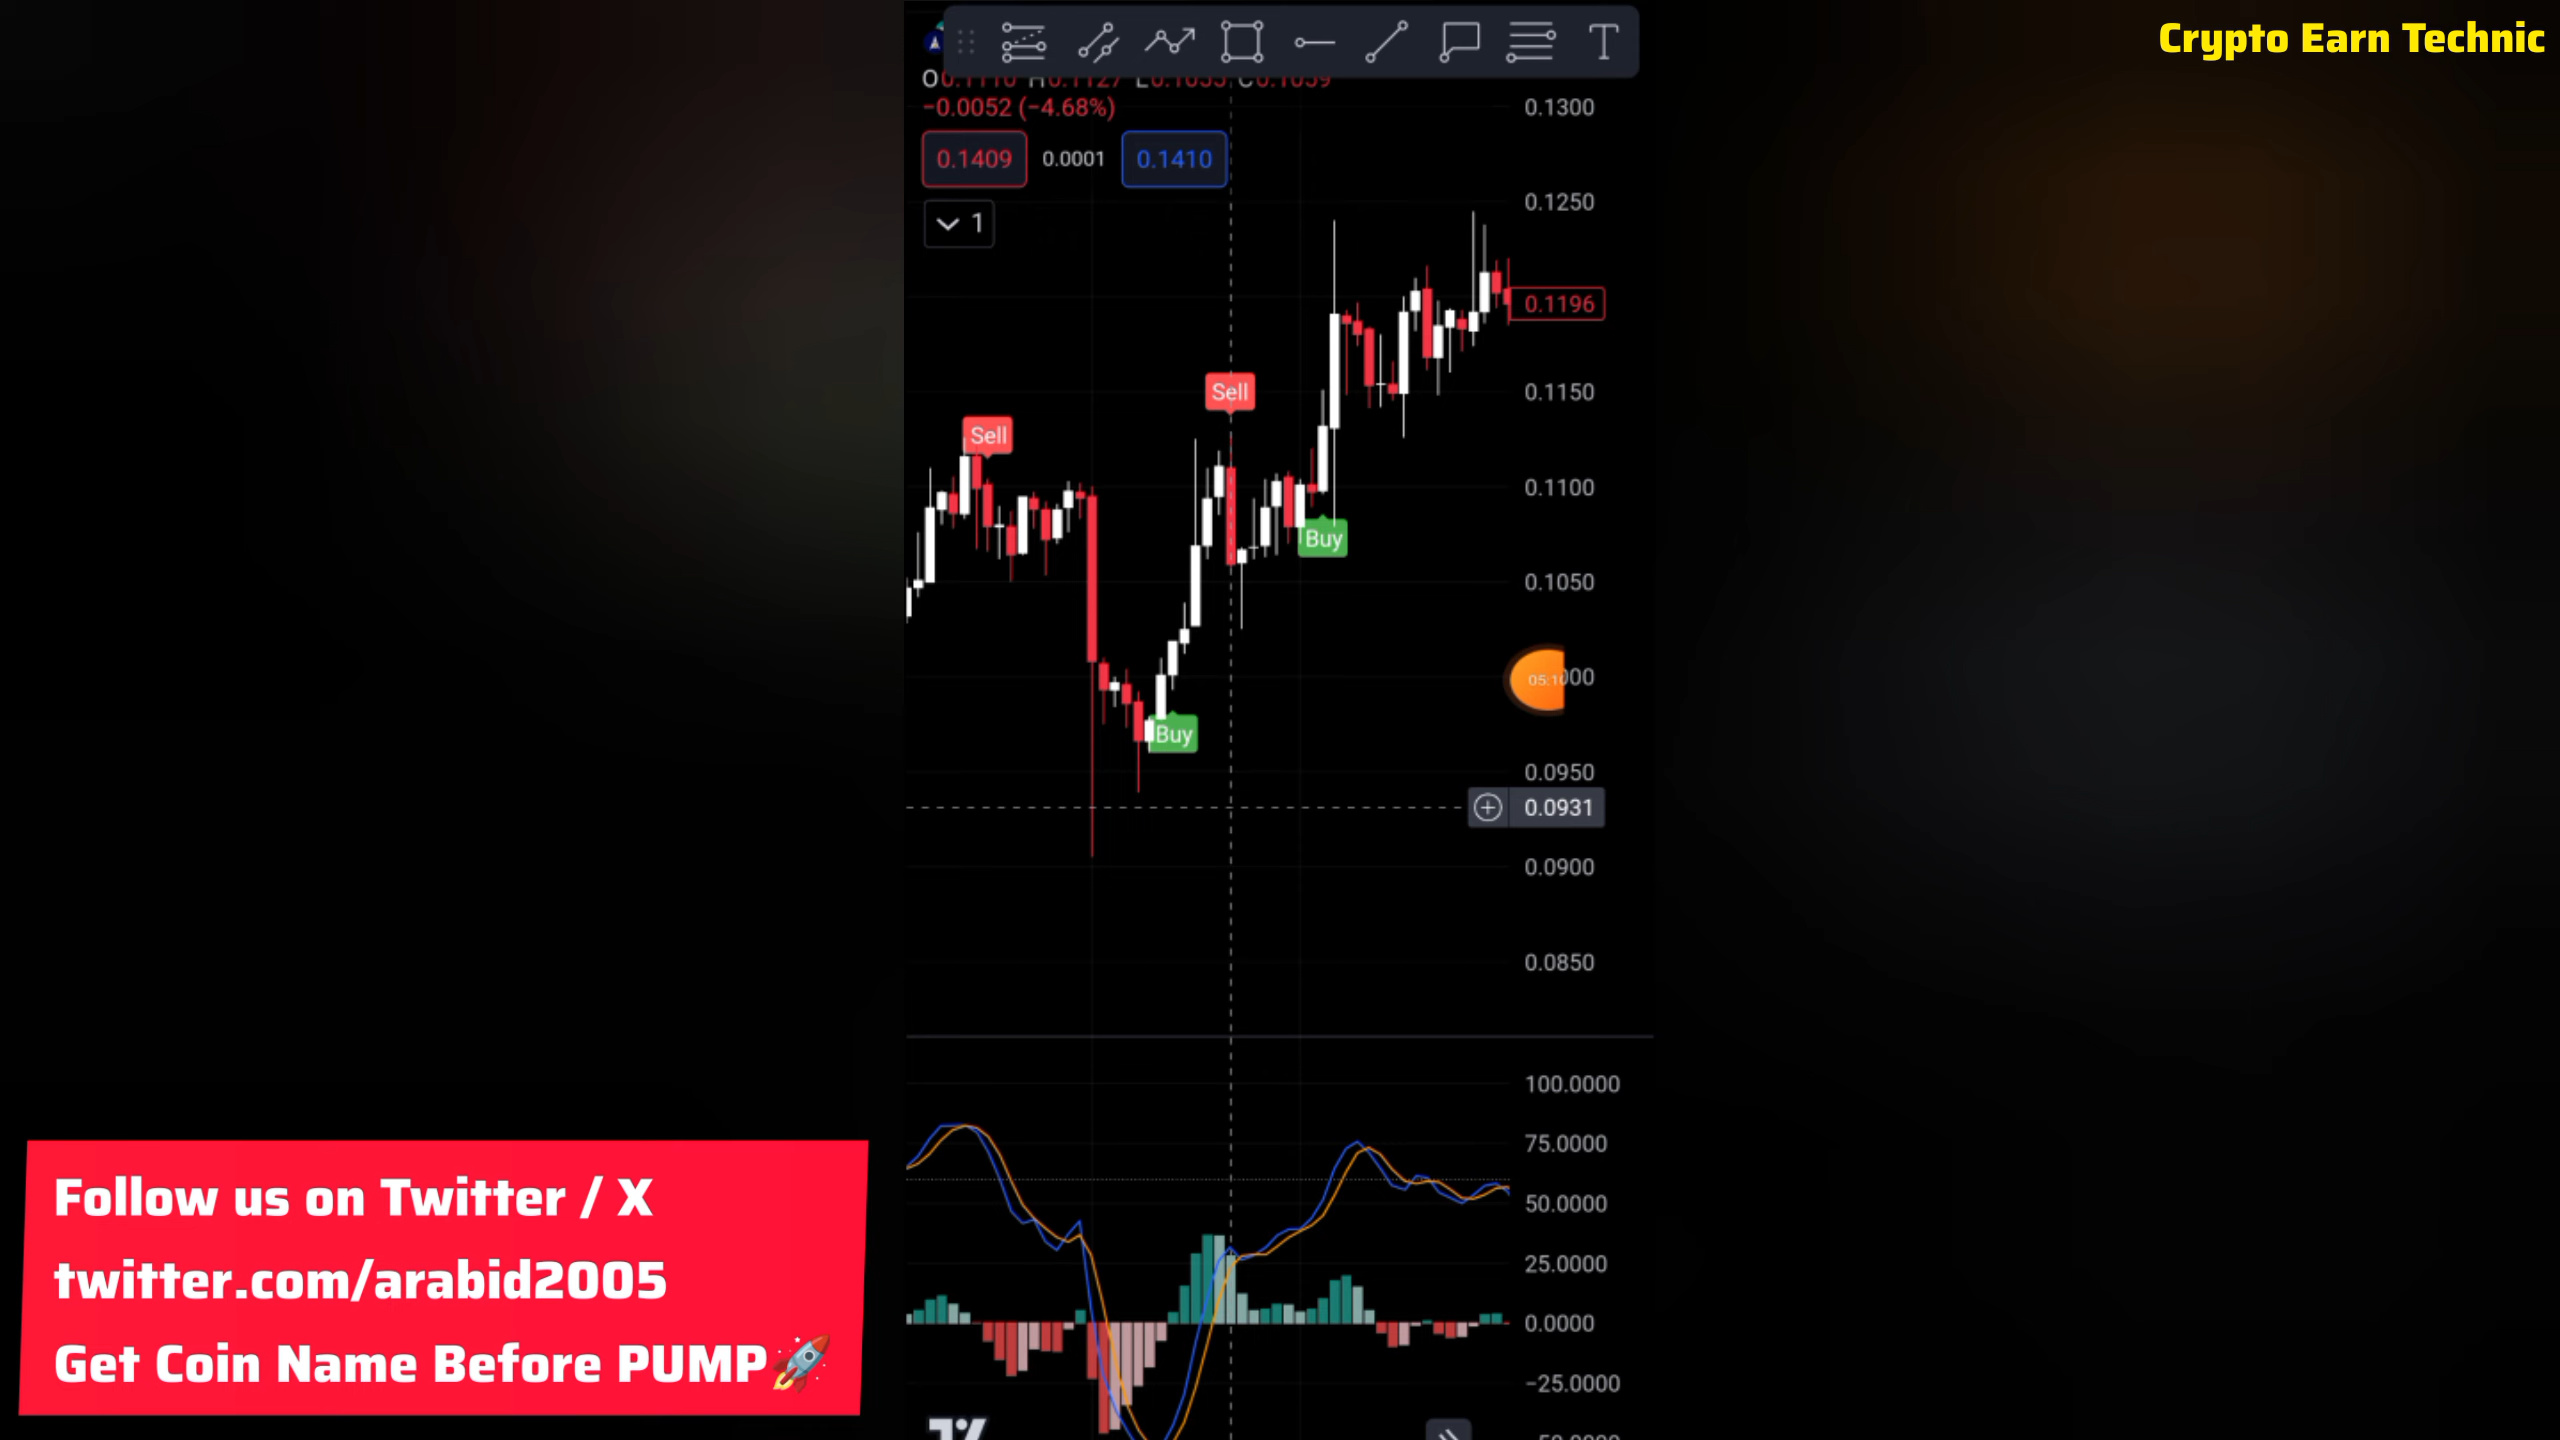 Crypto Earn Technic
−0.0052 (−4.68%)
0.1409 0.0001 0.1410
1
0.1300
0.1250
0.1196
0.1150
0.1100
0.1050
0.0950
0.0931
0.0900
0.0850
Sell
Sell
Buy
Buy
100.0000
75.0000
50.0000
25.0000
0.0000
−25.0000
Follow us on Twitter / X
twitter.com/arabid2005
Get Coin Name Before PUMP🚀